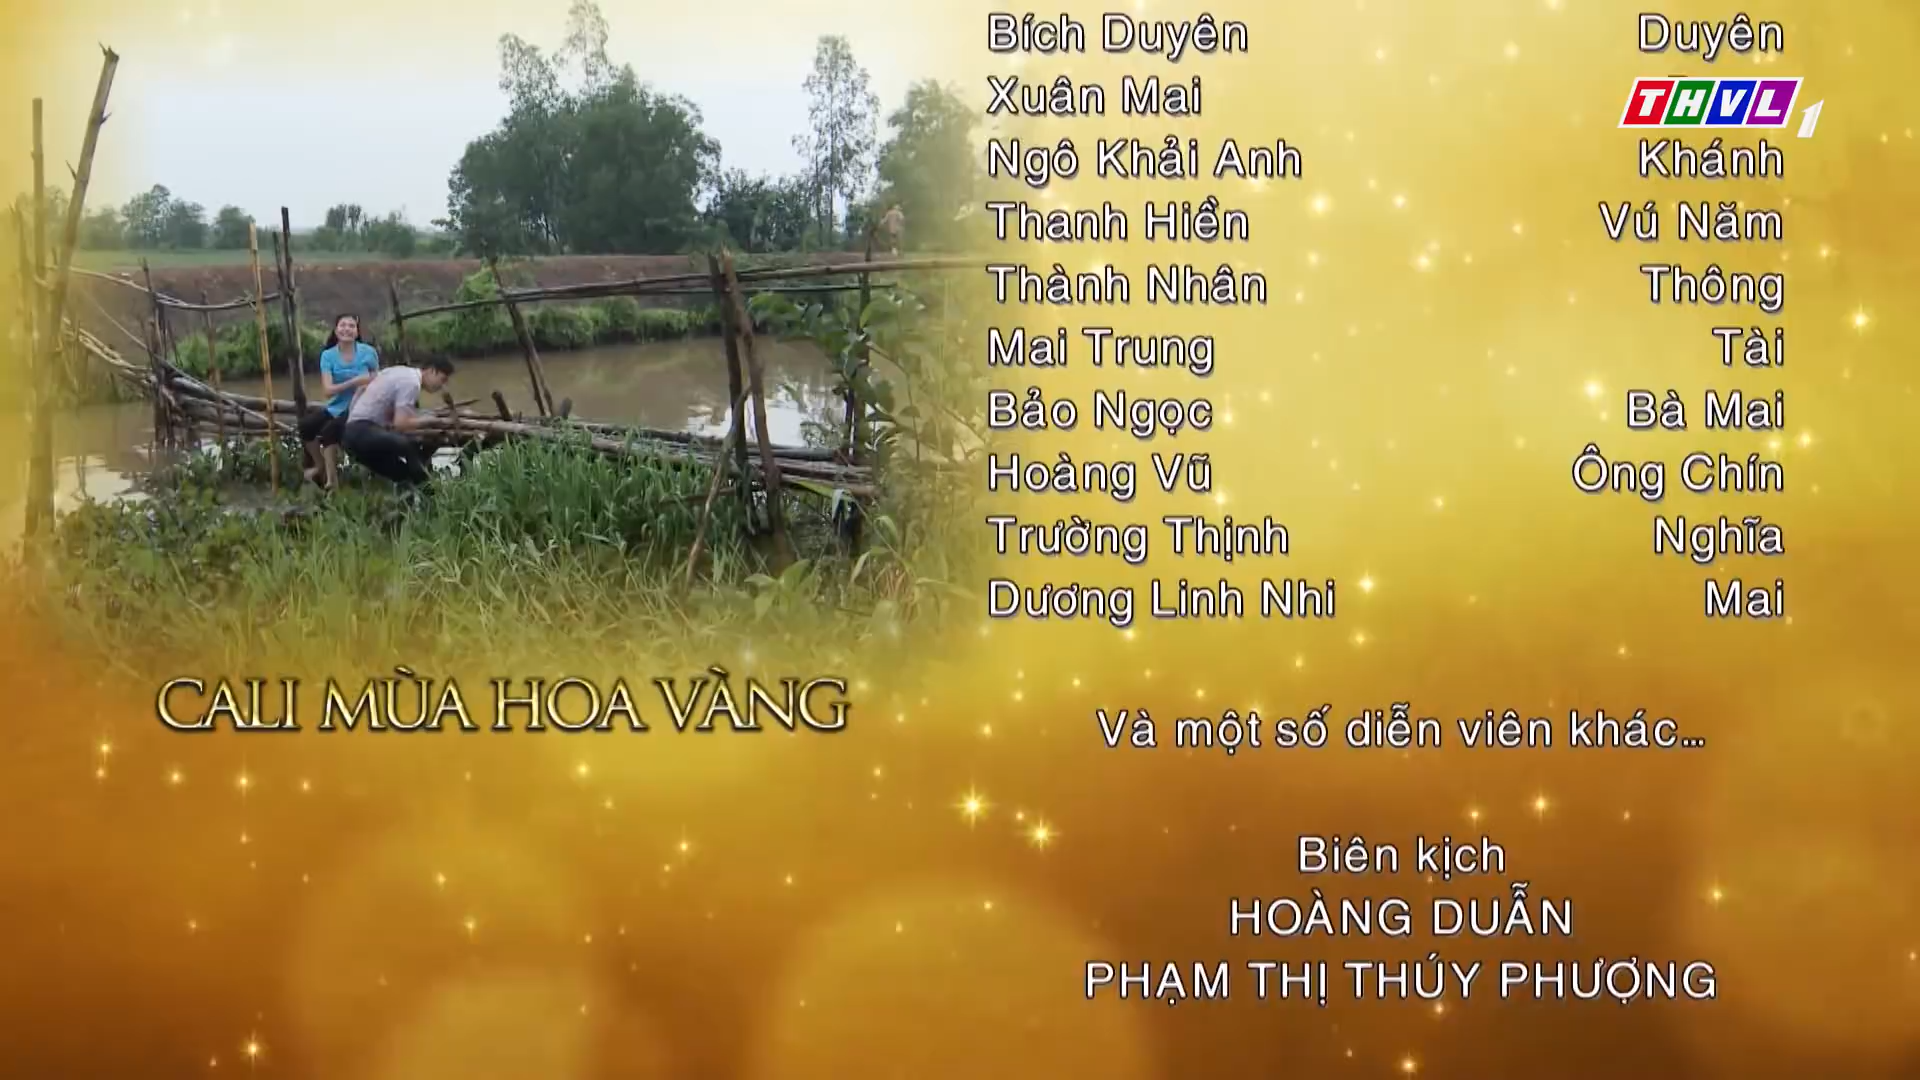 Bích Duyên Duyên
Xuân Mai
THVL1
Ngô Khải Anh Khánh
Thanh Hiền Vú Năm
Thành Nhân Thông
Mai Trung Tài
Bảo Ngọc Bà Mai
Hoàng Vũ Ông Chín
Trường Thịnh Nghĩa
Dương Linh Nhi Mai
CALI MÙA HOA VÀNG
Và một số diễn viên khác...
Biên kịch
HOÀNG DUẪN
PHẠM THỊ THÚY PHƯỢNG